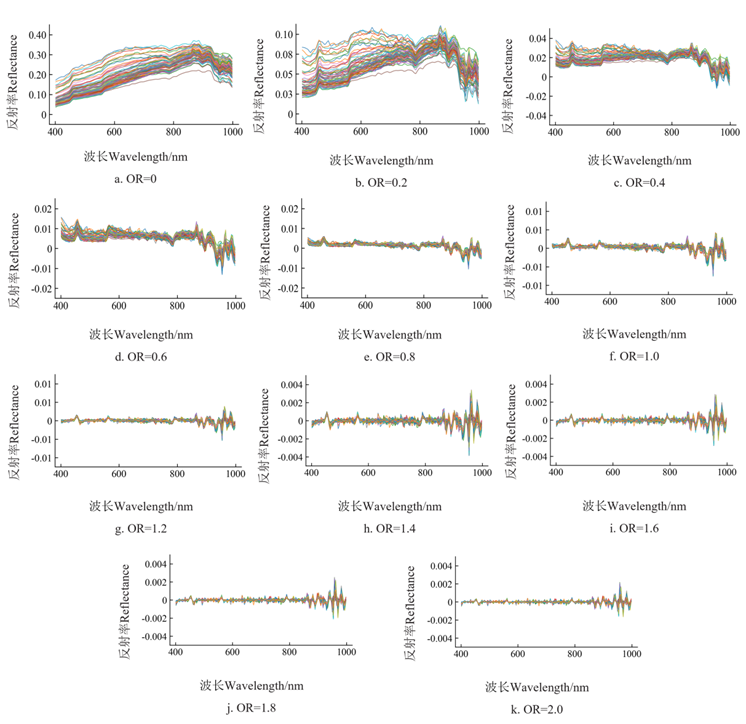 反射率Reflectance
0.40
0.30
0.20
0.10
0
400 600 800 1000
波长Wavelength/nm
a. OR=0
反射率Reflectance
0.10
0.08
0.05
0.03
0
400 600 800 1000
波长Wavelength/nm
b. OR=0.2
反射率Reflectance
0.04
0.02
0
-0.02
-0.04
400 600 800 1000
波长Wavelength/nm
c. OR=0.4
反射率Reflectance
0.02
0.01
0
-0.01
-0.02
400 600 800 1000
波长Wavelength/nm
d. OR=0.6
反射率Reflectance
0.02
0.01
0
-0.01
-0.02
400 600 800 1000
波长Wavelength/nm
e. OR=0.8
反射率Reflectance
0.01
0.01
0
-0.01
-0.01
400 600 800 1000
波长Wavelength/nm
f. OR=1.0
反射率Reflectance
0.01
0.01
0
-0.01
0.01
400 600 800 1000
波长Wavelength/nm
g. OR=1.2
反射率Reflectance
0.004
0.002
0
-0.002
-0.004
400 600 800 1000
波长Wavelength/nm
h. OR=1.4
反射率Reflectance
0.004
0.002
0
-0.002
-0.004
400 600 800 1000
波长Wavelength/nm
i. OR=1.6
反射率Reflectance
0.004
0.002
0
-0.002
-0.004
400 600 800 1000
波长Wavelength/nm
j. OR=1.8
反射率Reflectance
0.004
0.002
0
-0.002
-0.004
400 600 800 1000
波长Wavelength/nm
k. OR=2.0